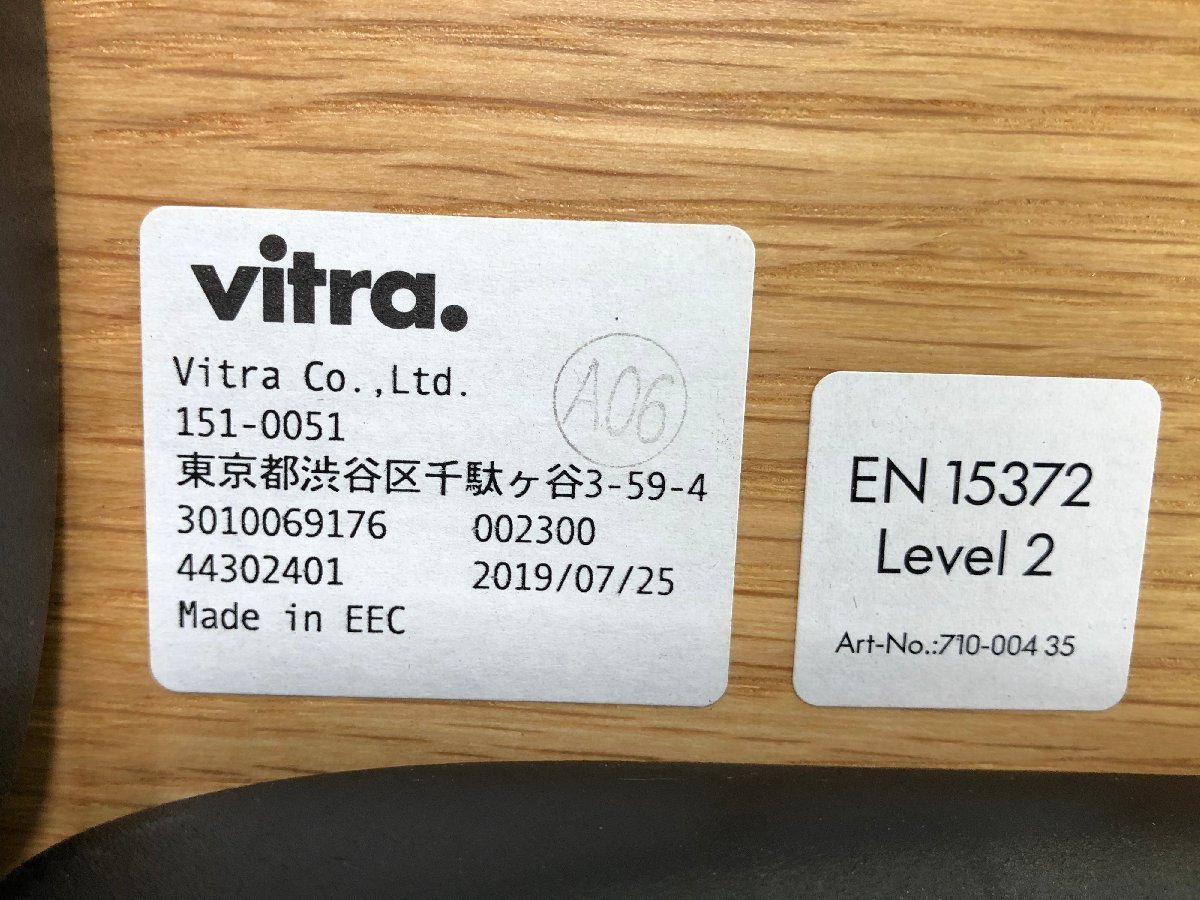 vitra.
Vitra Co.,Ltd.
A06
151-0051
東京都渋谷区千駄ヶ谷3-59-4
3010069176 002300
44302401 2019/07/25
Made in EEC
EN 15372
Level 2
Art-No.:710-004 35